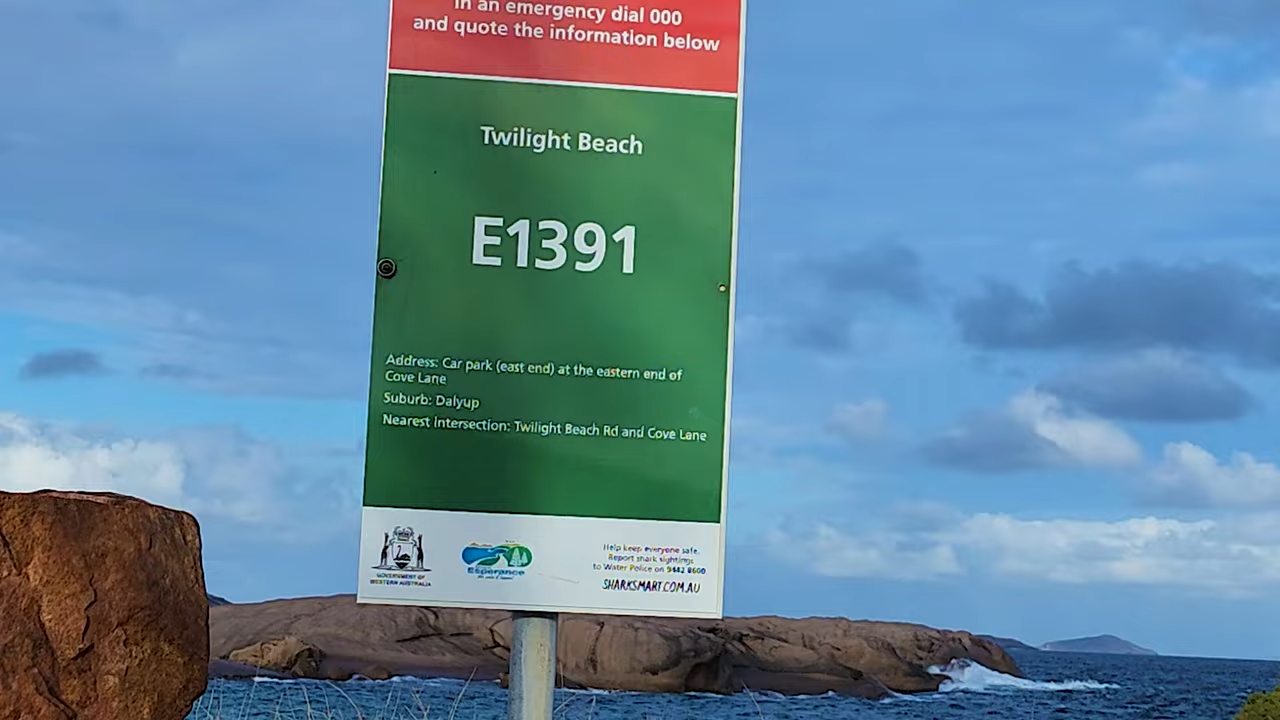 In an emergency dial 000
and quote the information below
Twilight Beach
E1391
Address: Car park (east end) at the eastern end of
Cove Lane
Suburb: Dalyup
Nearest Intersection: Twilight Beach Rd and Cove Lane
GOVERNMENT OF
WESTERN AUSTRALIA
Esperance
Help keep everyone safe.
Report shark sightings
to Water Police on 9442 8600
SHARKSMART.COM.AU